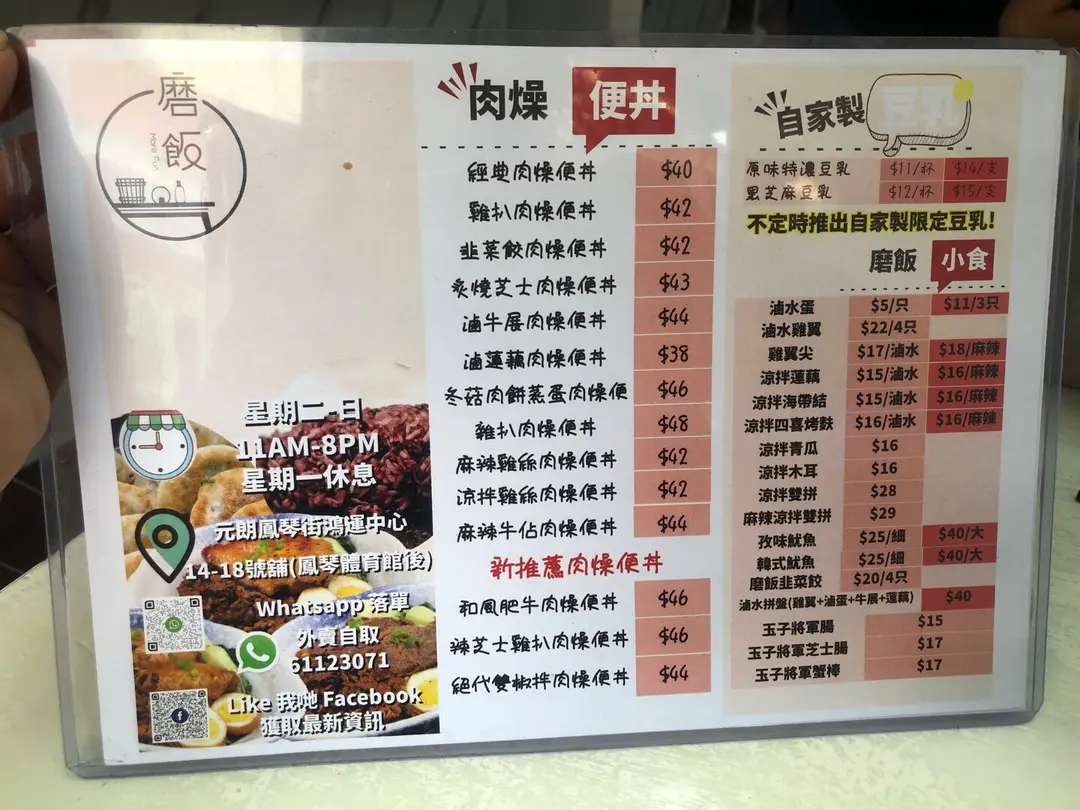 磨飯
星期二-日
11AM-8PM
星期一休息
元朗鳳琴街鴻運中心
14-18號舖(鳳琴體育館後)
Whatsapp 落單
外賣自取
61123071
Like 我哋 Facebook
獲取最新資訊
肉燥 便丼
經典肉燥便丼 $40
雞扒肉燥便丼 $42
韭菜餃肉燥便丼 $42
炙燒芝士肉燥便丼 $43
滷牛展肉燥便丼 $44
滷蓮藕肉燥便丼 $38
冬菇肉餅蒸蛋肉燥便 $46
雜扒肉燥便丼 $48
麻辣雞絲肉燥便丼 $42
涼拌雞絲肉燥便丼 $42
麻辣牛佔肉燥便丼 $44
新推薦肉燥便丼
和風肥牛肉燥便丼 $46
辣芝士雞扒肉燥便丼 $46
絕代雙椒拌肉燥便丼 $44
自家製 豆乳
原味特濃豆乳 $11/杯 $14/支
黑芝麻豆乳 $12/杯 $15/支
不定時推出自家製限定豆乳!
磨飯 小食
滷水蛋 $5/只 $11/3只
滷水雞翼 $22/4只
雞翼尖 $17/滷水 $18/麻辣
涼拌蓮藕 $15/滷水 $16/麻辣
涼拌海帶結 $15/滷水 $16/麻辣
涼拌四喜烤麩 $16/滷水 $16/麻辣
涼拌青瓜 $16
涼拌木耳 $16
涼拌雙拼 $28
麻辣涼拌雙拼 $29
孜味魷魚 $25/細 $40/大
韓式魷魚 $25/細 $40/大
磨飯韭菜餃 $20/4只
滷水拼盤(雞翼+滷蛋+牛展+蓮藕) $40
玉子將軍腸 $15
玉子將軍芝士腸 $17
玉子將軍蟹棒 $17